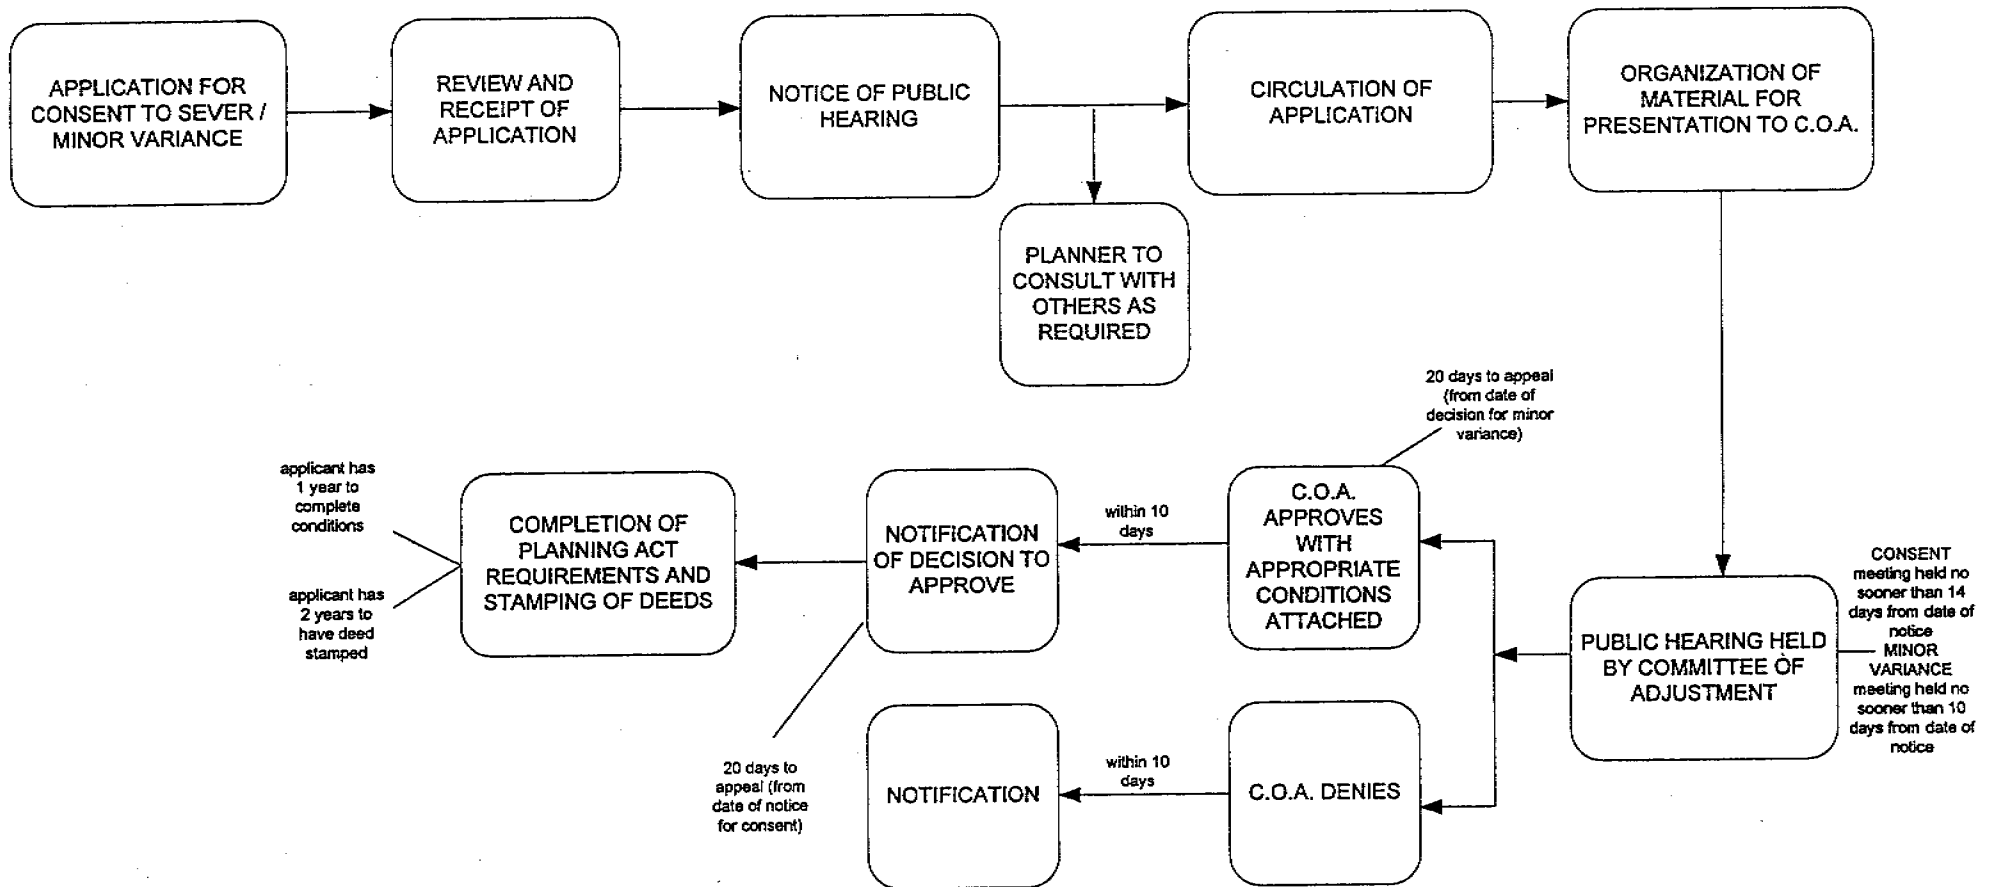 APPLICATION FOR
CONSENT TO SEVER /
MINOR VARIANCE
REVIEW AND
RECEIPT OF
APPLICATION
NOTICE OF PUBLIC
HEARING
CIRCULATION OF
APPLICATION
ORGANIZATION OF
MATERIAL FOR
PRESENTATION TO C.O.A.
PLANNER TO
CONSULT WITH
OTHERS AS
REQUIRED
20 days to appeal
(from date of
decision for minor
variance)
applicant has
1 year to
complete
conditions
applicant has
2 years to
have deed
stamped
COMPLETION OF
PLANNING ACT
REQUIREMENTS AND
STAMPING OF DEEDS
NOTIFICATION
OF DECISION TO
APPROVE
within 10
days
C.O.A.
APPROVES
WITH
APPROPRIATE
CONDITIONS
ATTACHED
PUBLIC HEARING HELD
BY COMMITTEE OF
ADJUSTMENT
CONSENT
meeting held no
sooner than 14
days from date of
notice
MINOR
VARIANCE
meeting held no
sooner than 10
days from date of
notice
20 days to
appeal (from
date of notice
for consent)
NOTIFICATION
within 10
days
C.O.A. DENIES